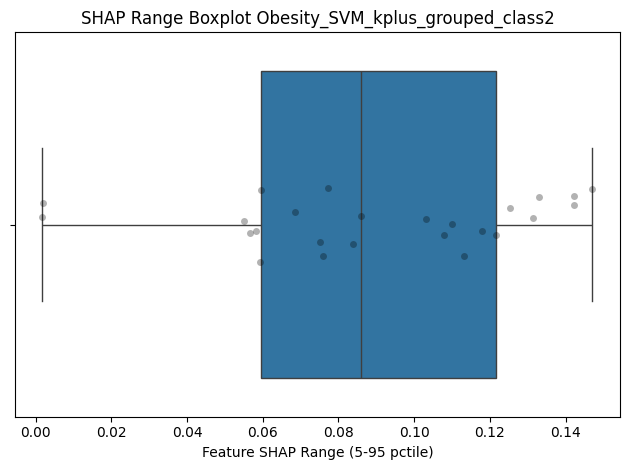 SHAP Range Boxplot Obesity_SVM_kplus_grouped_class2
0.00 0.02 0.04 0.06 0.08 0.10 0.12 0.14
Feature SHAP Range (5-95 pctile)